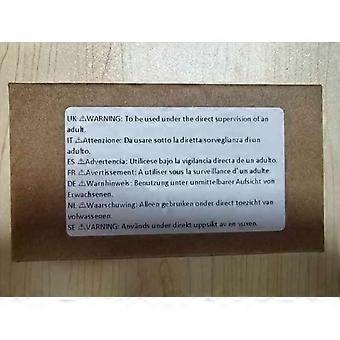 UK ⚠WARNING: To be used under the direct supervision of an
adult.
IT ⚠Attenzione: Da usare sotto la diretta sorveglianza di un
adulto.
ES ⚠Advertencia: Utilícese bajo la vigilancia directa de un adulto.
FR ⚠Avertissement: A utiliser sous la surveillance d'un adulte.
DE ⚠Warnhinweis: Benutzung unter unmittelbarer Aufsicht von
Erwachsenen.
NL ⚠Waarschuwing: Alleen gebruiken onder direct toezicht van
volwassenen.
SE ⚠VARNING: Används under direkt uppsikt av en vuxen.